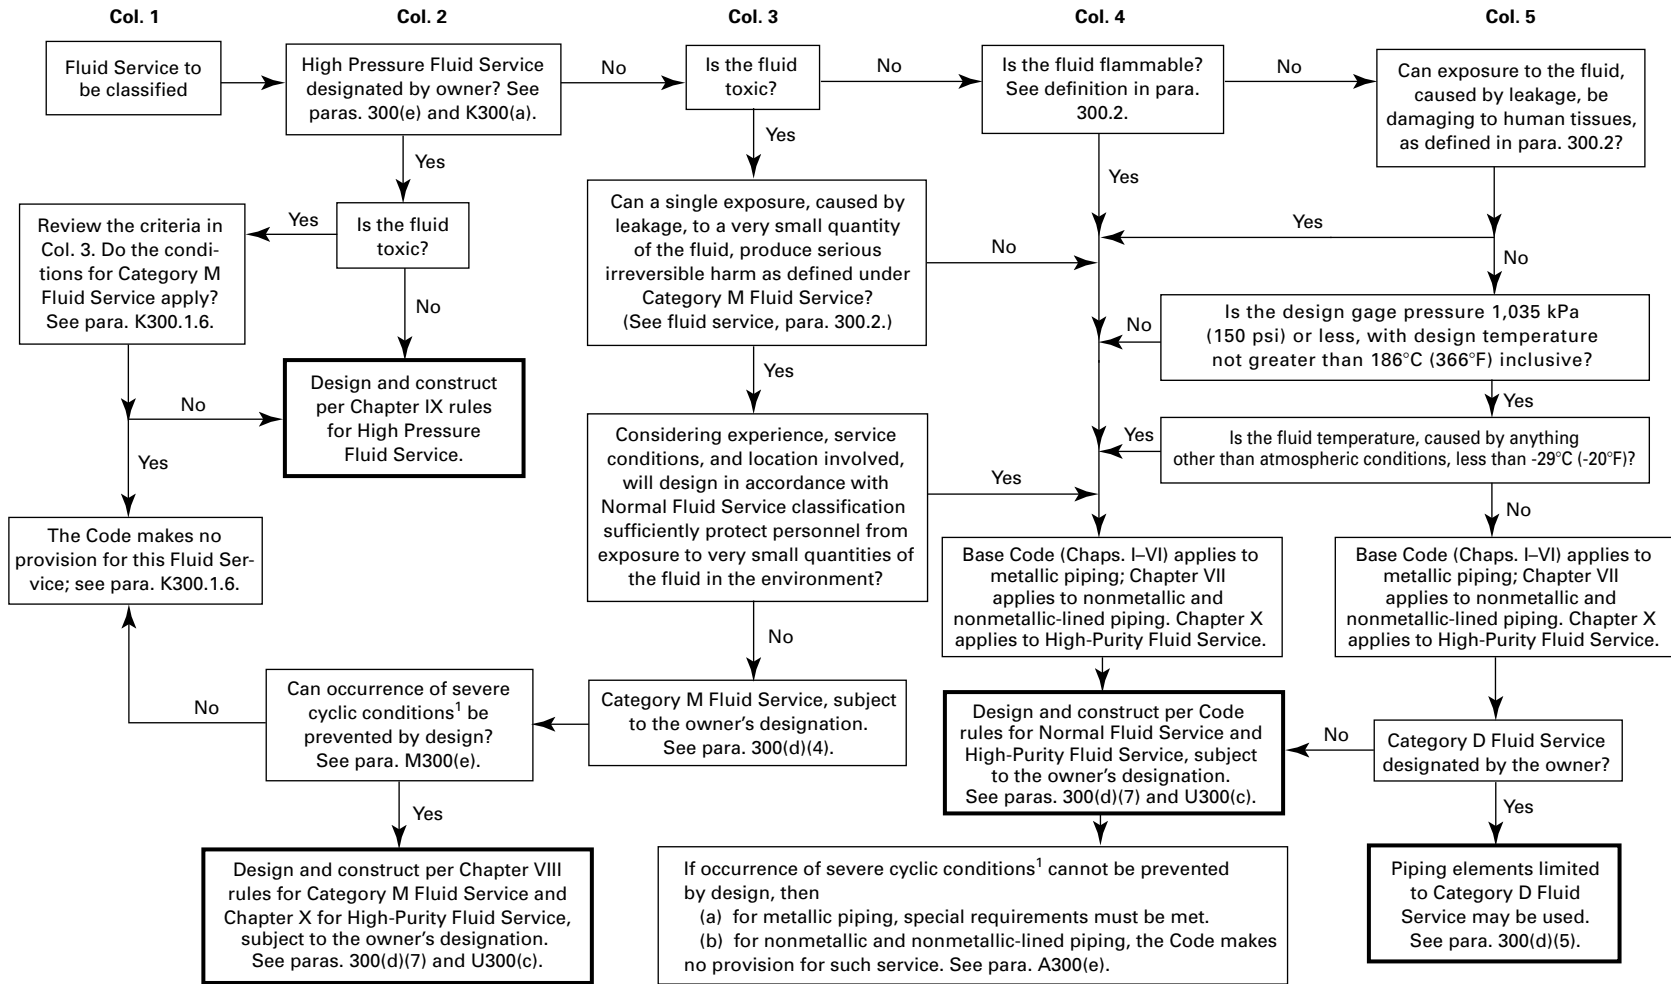 Col. 1
Col. 2
Col. 3
Col. 4
Col. 5
Fluid Service to
be classified
High Pressure Fluid Service
designated by owner? See
paras. 300(e) and K300(a).
No
Is the fluid
toxic?
No
Is the fluid flammable?
See definition in para.
300.2.
No
Can exposure to the fluid,
caused by leakage, be
damaging to human tissues,
as defined in para. 300.2?
Yes
Yes
Yes
Review the criteria in
Col. 3. Do the condi-
tions for Category M
Fluid Service apply?
See para. K300.1.6.
Yes
Is the fluid
toxic?
Can a single exposure, caused by
leakage, to a very small quantity
of the fluid, produce serious
irreversible harm as defined under
Category M Fluid Service?
(See fluid service, para. 300.2.)
No
Yes
No
No
Is the design gage pressure 1,035 kPa
(150 psi) or less, with design temperature
not greater than 186°C (366°F) inclusive?
No
Yes
Yes
Design and construct
per Chapter IX rules
for High Pressure
Fluid Service.
No
Yes
Considering experience, service
conditions, and location involved,
will design in accordance with
Normal Fluid Service classification
sufficiently protect personnel from
exposure to very small quantities of
the fluid in the environment?
Yes
Yes
Is the fluid temperature, caused by anything
other than atmospheric conditions, less than -29°C (-20°F)?
No
The Code makes no
provision for this Fluid Ser-
vice; see para. K300.1.6.
Base Code (Chaps. I–VI) applies to
metallic piping; Chapter VII
applies to nonmetallic and
nonmetallic-lined piping. Chapter X
applies to High-Purity Fluid Service.
Base Code (Chaps. I–VI) applies to
metallic piping; Chapter VII
applies to nonmetallic and
nonmetallic-lined piping. Chapter X
applies to High-Purity Fluid Service.
No
No
Can occurrence of severe
cyclic conditions1 be
prevented by design?
See para. M300(e).
Category M Fluid Service, subject
to the owner's designation.
See para. 300(d)(4).
Design and construct per Code
rules for Normal Fluid Service and
High-Purity Fluid Service, subject
to the owner's designation.
See paras. 300(d)(7) and U300(c).
No
Category D Fluid Service
designated by the owner?
Yes
Yes
Design and construct per Chapter VIII
rules for Category M Fluid Service and
Chapter X for High-Purity Fluid Service,
subject to the owner's designation.
See paras. 300(d)(7) and U300(c).
If occurrence of severe cyclic conditions1 cannot be prevented
by design, then
(a) for metallic piping, special requirements must be met.
(b) for nonmetallic and nonmetallic-lined piping, the Code makes
no provision for such service. See para. A300(e).
Piping elements limited
to Category D Fluid
Service may be used.
See para. 300(d)(5).